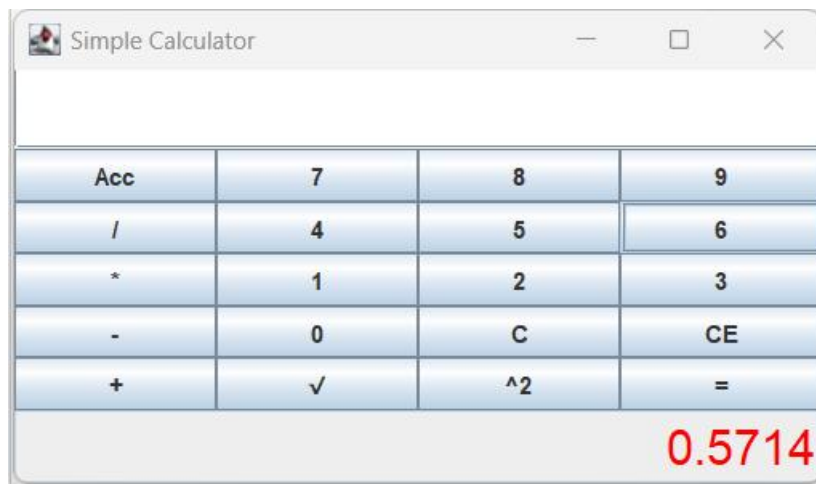 Simple Calculator
Acc 7 8 9
/ 4 5 6
* 1 2 3
- 0 C CE
+ √ ^2 =
0.5714